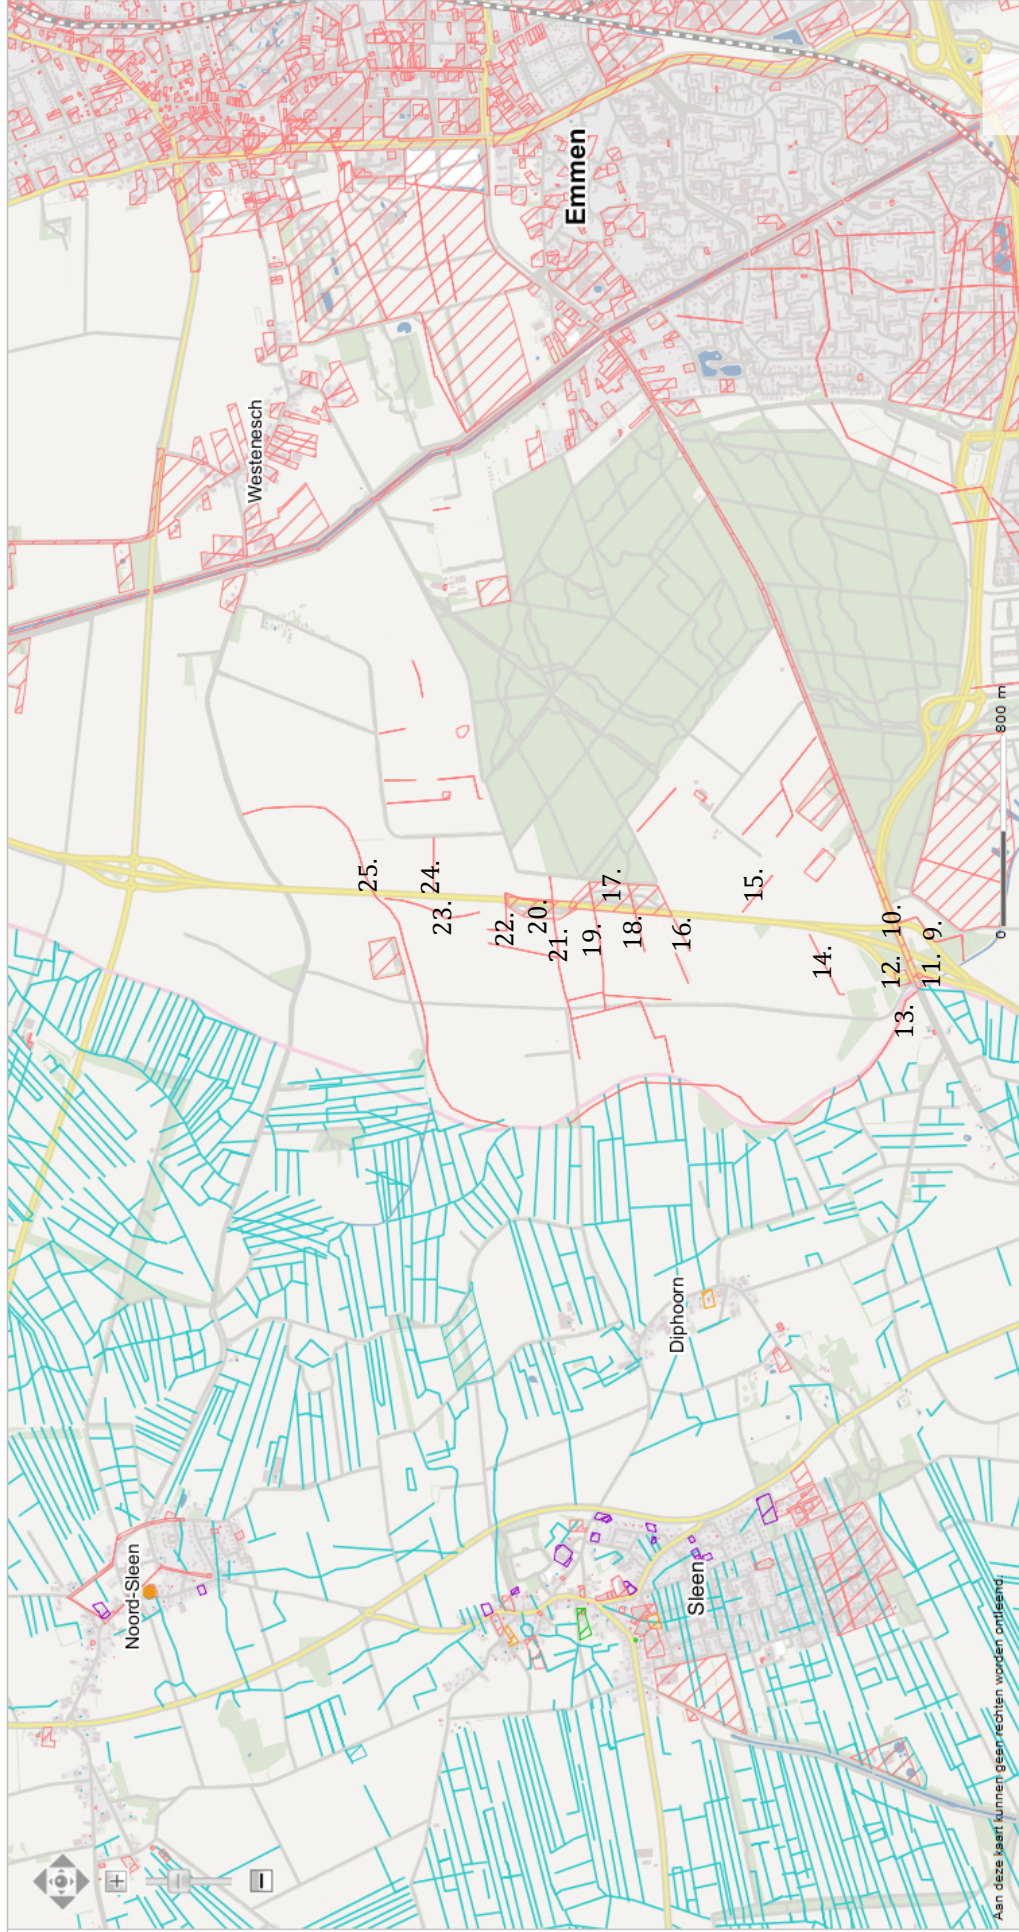 Noord-Sleen
Westenesch
Emmen
25.
24.
23.
22.
20.
21.
19.
17.
18.
16.
15.
14.
12.
10.
13.
11.
9.
Diphoorn
Sleen
0
800 m
Aan deze kaart kunnen geen rechten worden ontleend.